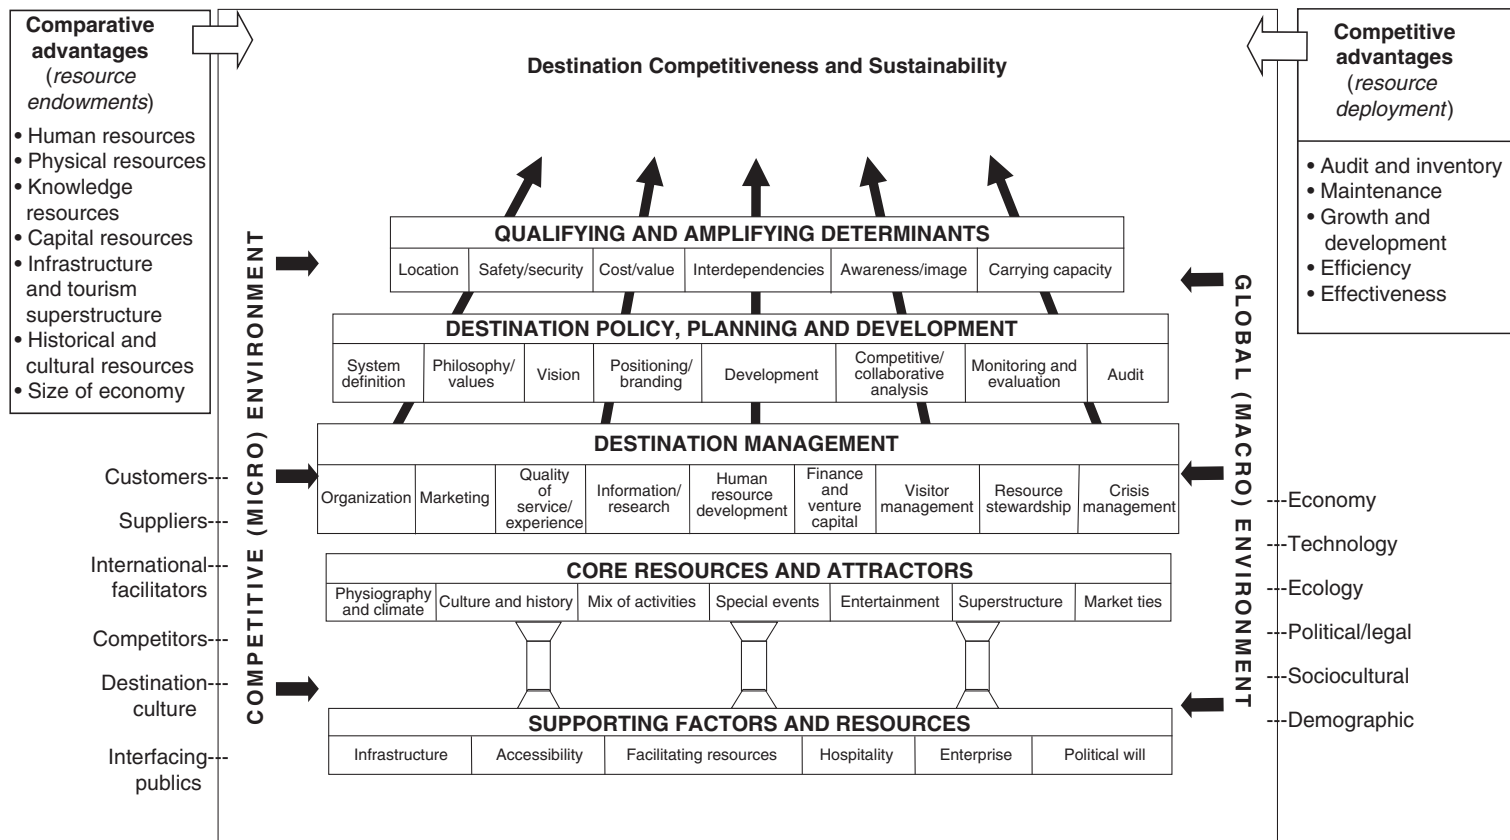 Comparative
advantages
(resource
endowments)
• Human resources
• Physical resources
• Knowledge
resources
• Capital resources
• Infrastructure
and tourism
superstructure
• Historical and
cultural resources
• Size of economy
Destination Competitiveness and Sustainability
Competitive
advantages
(resource
deployment)
• Audit and inventory
• Maintenance
• Growth and
development
• Efficiency
• Effectiveness
COMPETITIVE (MICRO) ENVIRONMENT
Customers
Suppliers
International
facilitators
Competitors
Destination
culture
Interfacing
publics
QUALIFYING AND AMPLIFYING DETERMINANTS
Location
Safety/security
Cost/value
Interdependencies
Awareness/image
Carrying capacity
DESTINATION POLICY, PLANNING AND DEVELOPMENT
System
definition
Philosophy/
values
Vision
Positioning/
branding
Development
Competitive/
collaborative
analysis
Monitoring and
evaluation
Audit
DESTINATION MANAGEMENT
Organization
Marketing
Quality
of
service/
experience
Information/
research
Human
resource
development
Finance
and
venture
capital
Visitor
management
Resource
stewardship
Crisis
management
CORE RESOURCES AND ATTRACTORS
Physiography
and climate
Culture and history
Mix of activities
Special events
Entertainment
Superstructure
Market ties
SUPPORTING FACTORS AND RESOURCES
Infrastructure
Accessibility
Facilitating resources
Hospitality
Enterprise
Political will
GLOBAL (MACRO) ENVIRONMENT
Economy
Technology
Ecology
Political/legal
Sociocultural
Demographic